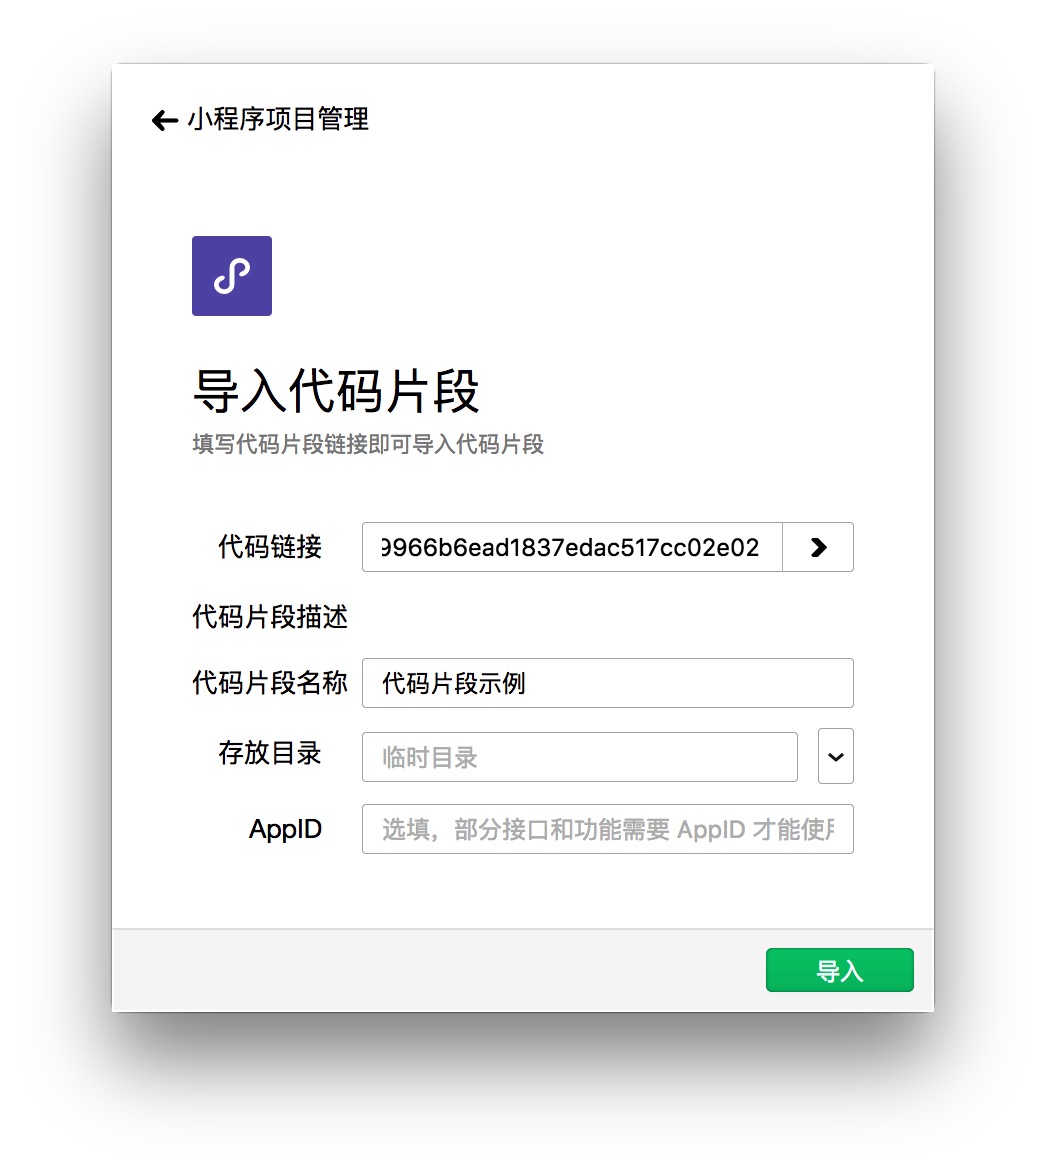 小程序项目管理
导入代码片段
填写代码片段链接即可导入代码片段
代码链接 9966b6ead1837edac517cc02e02
代码片段描述
代码片段名称 代码片段示例
存放目录 临时目录
AppID 选填，部分接口和功能需要 AppID 才能使用
导入